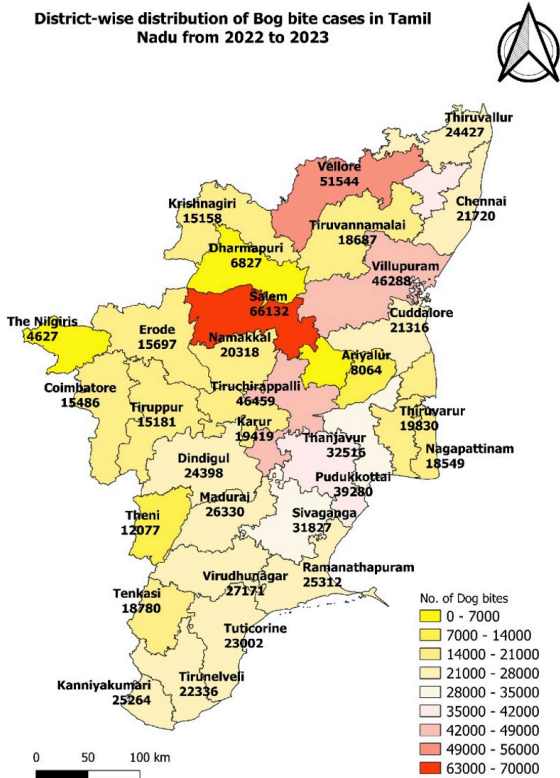 District-wise distribution of Bog bite cases in Tamil
Nadu from 2022 to 2023
Thiruvallur
24427
Vellore
51544
Chennai
21720
Krishnagiri
15158
Tiruvannamalai
18687
Dharmapuri
6827
Villupuram
46288
Salem
66132
Cuddalore
21316
The Nilgiris
4627
Erode
15697
Namakkal
20318
Ariyalur
8064
Coimbatore
15486
Tiruppur
15181
Tiruchirappalli
46459
Karur
19419
Thiruvarur
19830
Thanjavur
32516
Nagapattinam
18549
Dindigul
24398
Pudukkottai
39280
Madurai
26330
Sivaganga
31827
Theni
12077
Ramanathapuram
25312
Virudhunagar
27171
Tenkasi
18780
Tuticorine
23002
Tirunelveli
22336
Kanniyakumari
25264
No. of Dog bites
0 - 7000
7000 - 14000
14000 - 21000
21000 - 28000
28000 - 35000
35000 - 42000
42000 - 49000
49000 - 56000
63000 - 70000
0 50 100 km